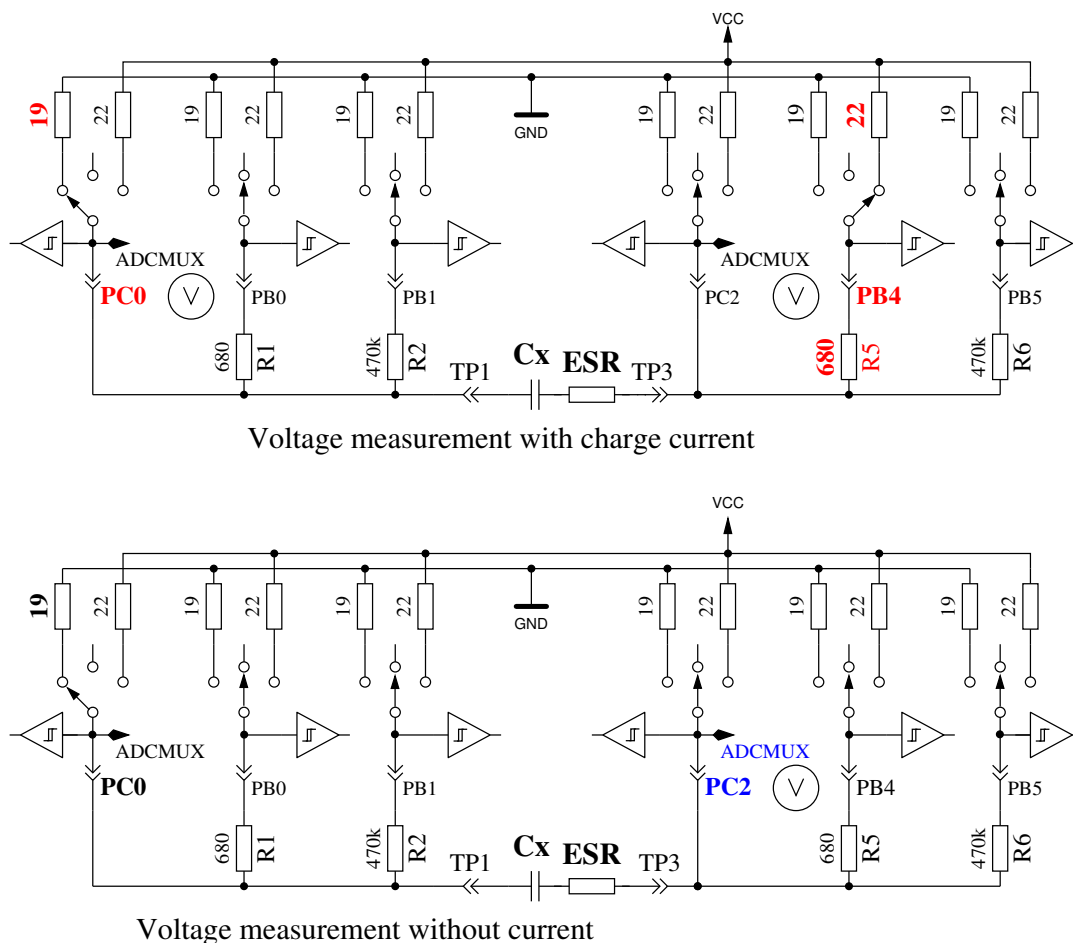 VCC
19 22 19 22 19 22 19 22 19 22 19 22
GND
ADCMUX ADCMUX
PC0 V PB0 PB1 PC2 V PB4 PB5
680 R1 470k R2 680 R5 470k R6
TP1 Cx ESR TP3
Voltage measurement with charge current
VCC
19 22 19 22 19 22 19 22 19 22 19 22
GND
ADCMUX ADCMUX
PC0 PB0 PB1 PC2 V PB4 PB5
680 R1 470k R2 680 R5 470k R6
TP1 Cx ESR TP3
Voltage measurement without current